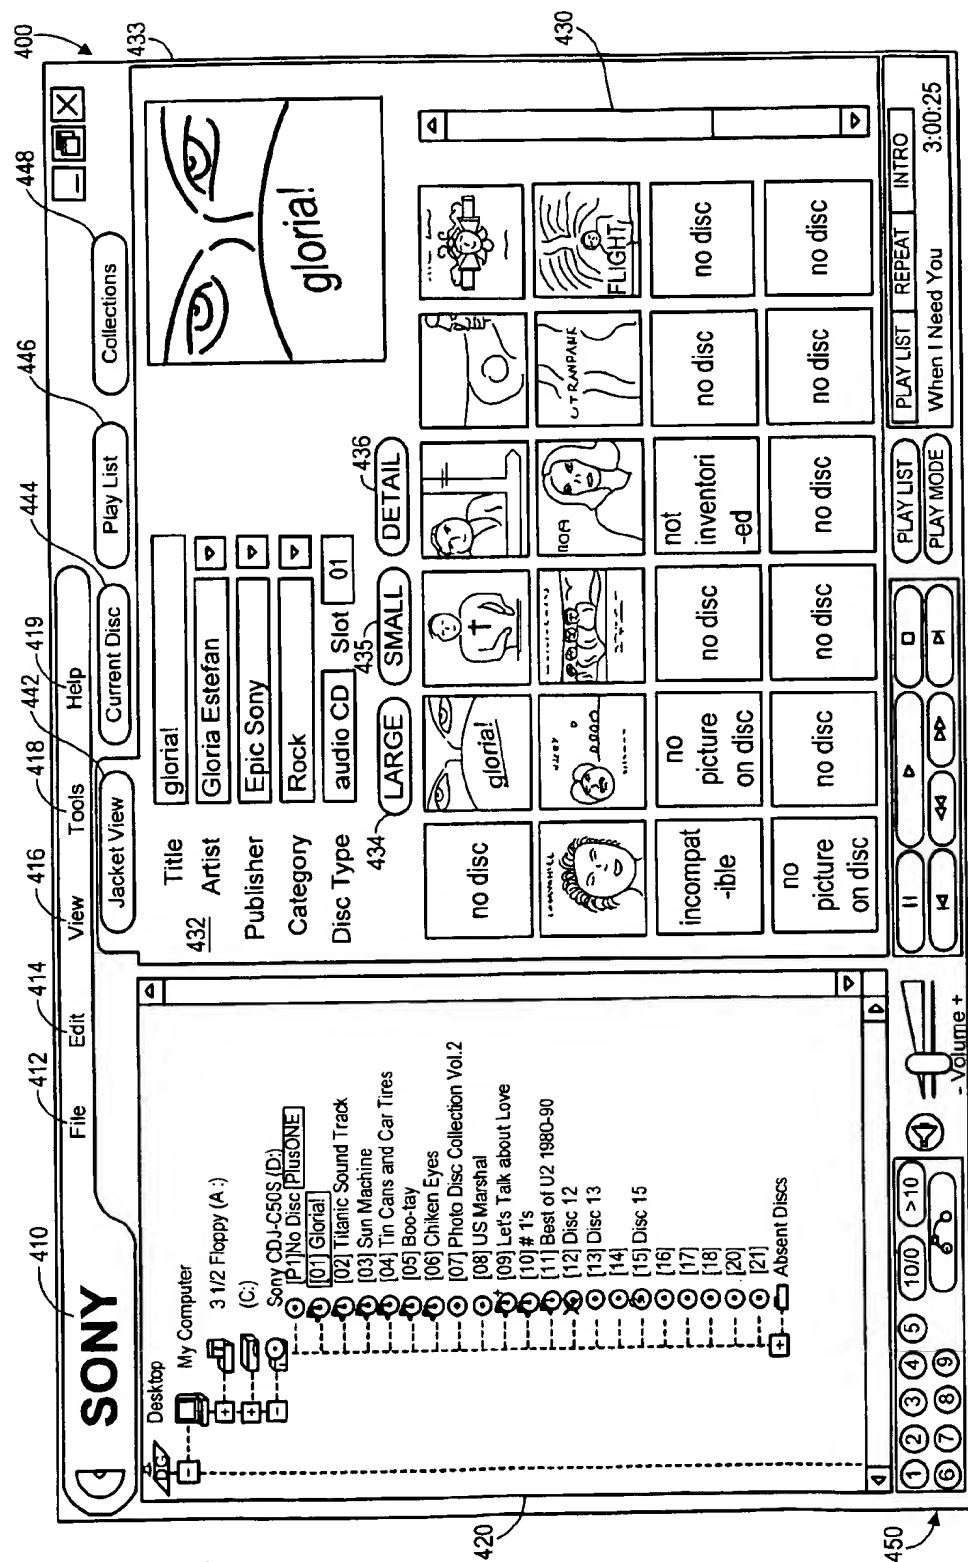 400
433
430
448
446
444
442
419
418
416
414
412
410
SONY
File
Edit
View
Tools
Help
Jacket View
Current Disc
Play List
Collections
Desktop
My Computer
3 1/2 Floppy (A:)
(C:)
Sony CDJ-C50S (D:)
[P1]No Disc PlusONE
[01] Gloria!
[02] Titanic Sound Track
[03] Sun Machine
[04] Tin Cans and Car Tires
[05] Boo-tay
[06] Chiken Eyes
[07] Photo Disc Collection Vol.2
[08] US Marshal
[09] Let's Talk about Love
[10] # 1's
[11] Best of U2 1980-90
[12] Disc 12
[13] Disc 13
[14]
[15] Disc 15
[16]
[17]
[18]
[20]
[21]
Absent Discs
420
Title gloria!
432 Artist Gloria Estefan
Publisher Epic Sony
Category Rock
Disc Type audio CD Slot 01
gloria!
434 LARGE
435 SMALL
436 DETAIL
no disc
gloria!
FLIGHT
incompat-ible
no picture on disc
no disc
not inventori-ed
no disc
no disc
no picture on disc
no disc
no disc
no disc
no disc
no disc
450
1 2 3 4 5 10/0 >10
6 7 8 9
- Volume +
PLAY LIST
PLAY MODE
PLAY LIST REPEAT INTRO
When I Need You 3:00:25